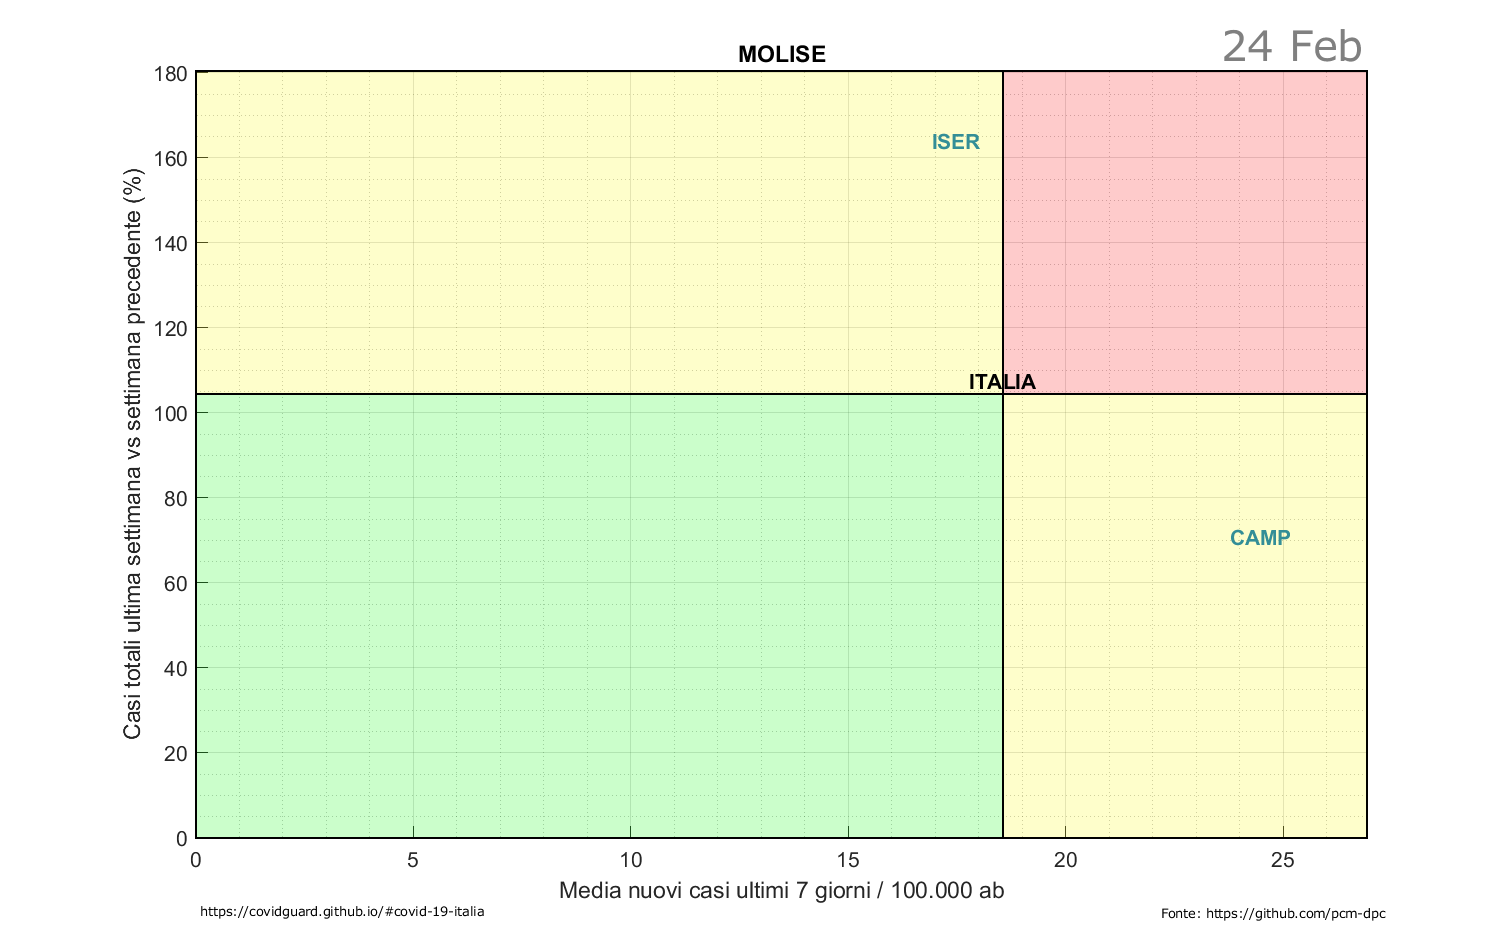 24 Feb
MOLISE
180
160
140
120
100
80
60
40
20
0
Casi totali ultima settimana vs settimana precedente (%)
ISER
ITALIA
CAMP
0 5 10 15 20 25
Media nuovi casi ultimi 7 giorni / 100.000 ab
https://covidguard.github.io/#covid-19-italia
Fonte: https://github.com/pcm-dpc